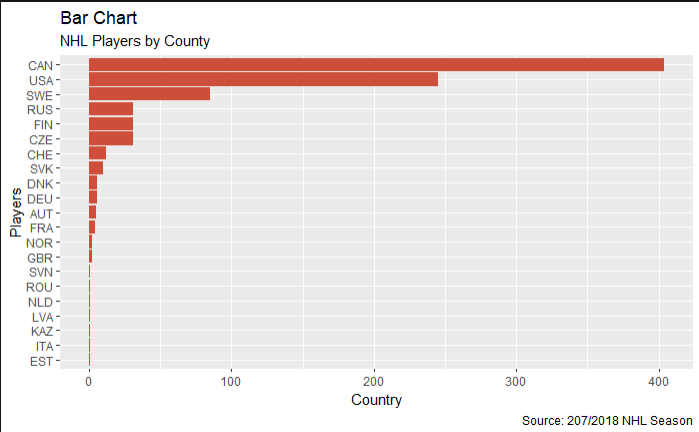 Bar Chart
NHL Players by County
CAN
USA
SWE
RUS
FIN
CZE
CHE
SVK
DNK
DEU
AUT
FRA
NOR
GBR
SVN
ROU
NLD
LVA
KAZ
ITA
EST
Players
0 100 200 300 400
Country
Source: 207/2018 NHL Season